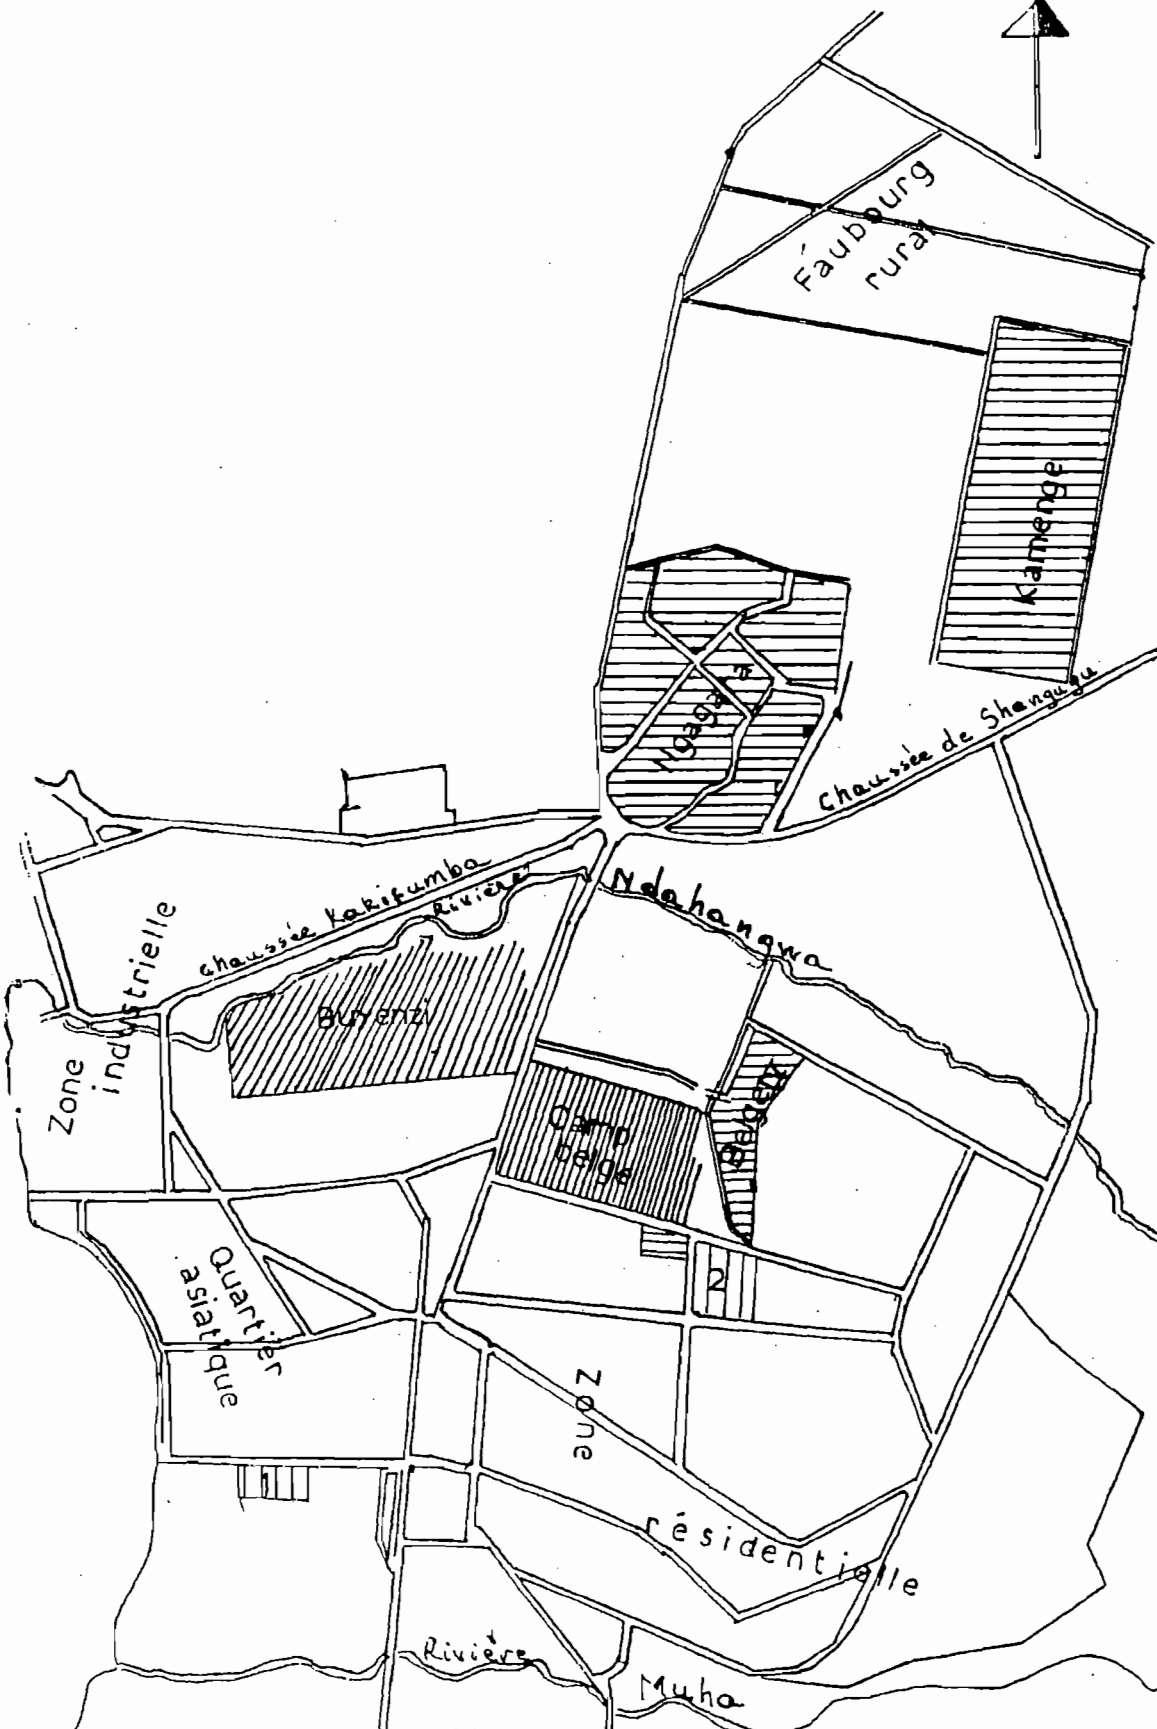 Faubourg
rural
Kamenge
Ngagara
Chaussée de Shangugu
chaussée Kakifumba
Rivière
Ndahangwa
Zone
industrielle
Buyenzi
Camp
belge
2
Quartier
asiatique
Zone
résidentielle
1
Rivière
Muha